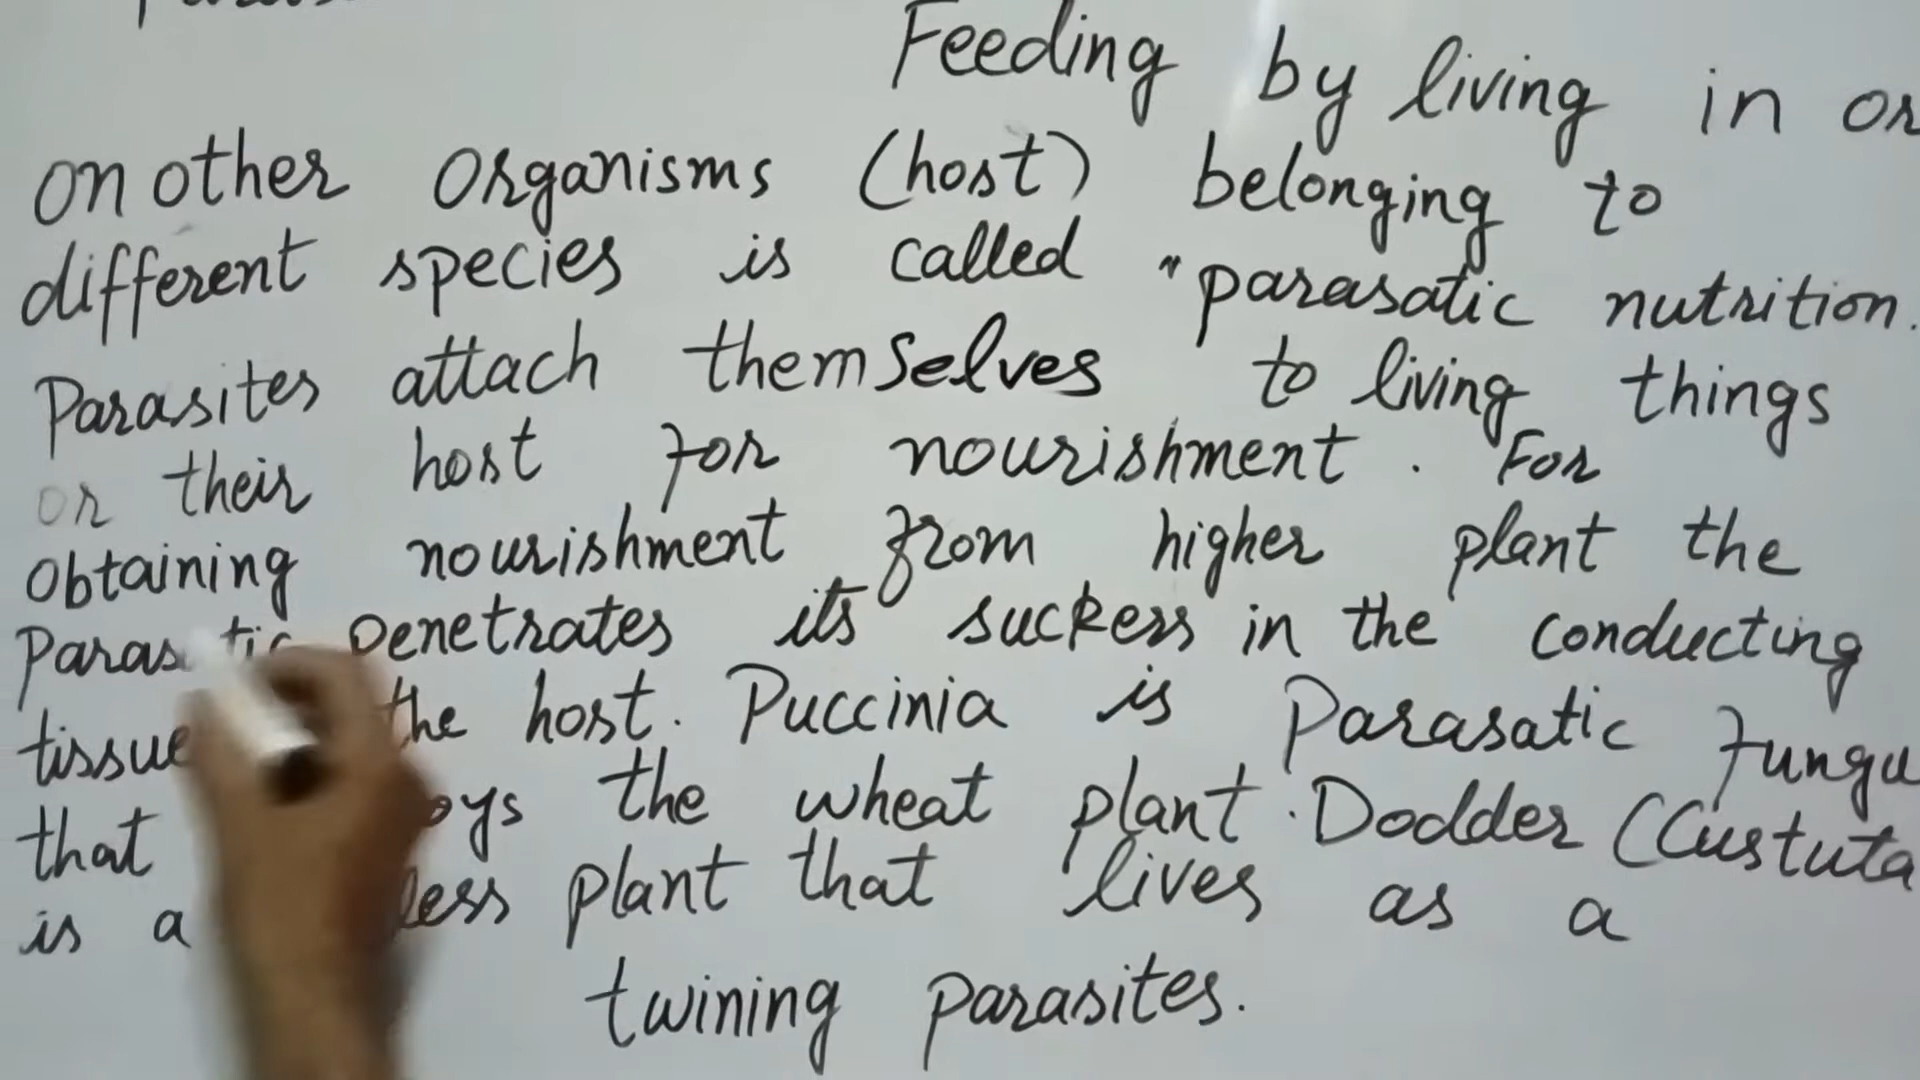 Feeding by living in or
on other organisms (host) belonging to
different species is called "parasatic nutrition.
Parasites attach themselves to living things
or their host for nourishment. For
obtaining nourishment from higher plant the
penetrates its suckers in the conducting
the host. Puccinia is Parasatic fungu
that the wheat plant. Dodder (Custuta
is a plant that lives as a
twining parasites.